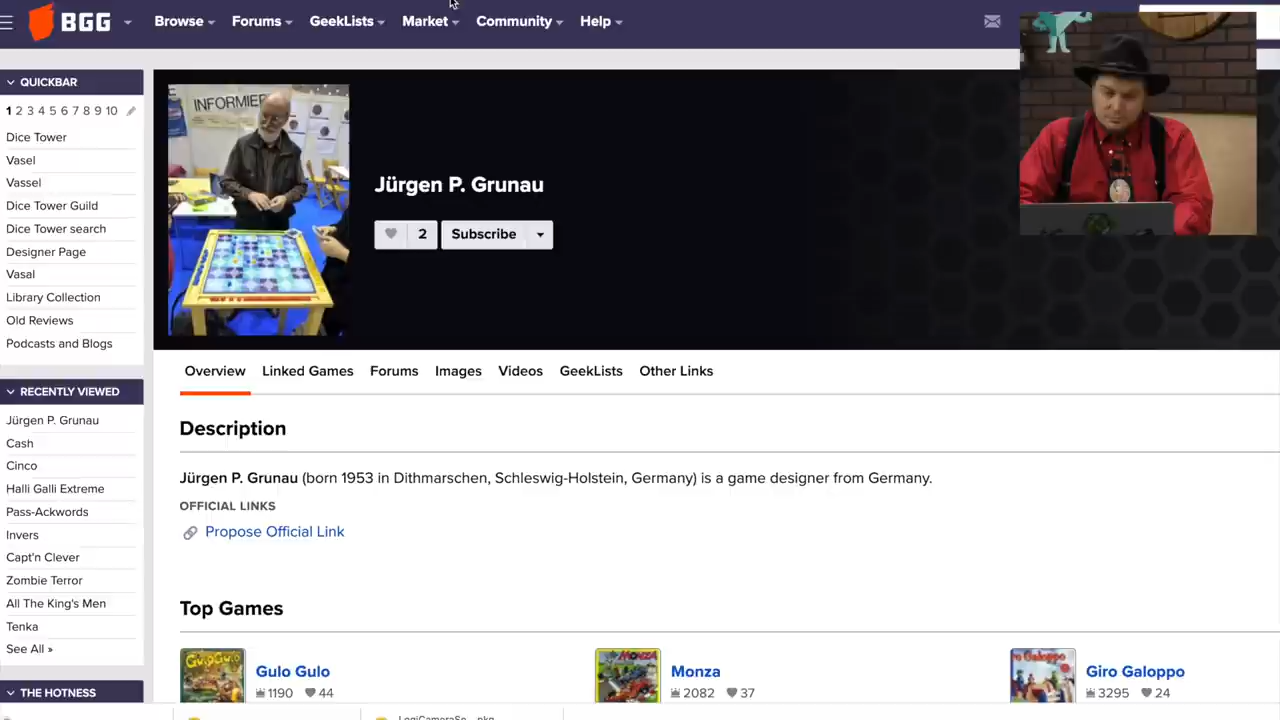 BGG Browse Forums GeekLists Market Community Help
QUICKBAR
1 2 3 4 5 6 7 8 9 10
Dice Tower
Vasel
Vassel
Dice Tower Guild
Dice Tower search
Designer Page
Vasal
Library Collection
Old Reviews
Podcasts and Blogs
RECENTLY VIEWED
Jürgen P. Grunau
Cash
Cinco
Halli Galli Extreme
Pass-Ackwords
Invers
Capt'n Clever
Zombie Terror
All The King's Men
Tenka
See All »
THE HOTNESS
Jürgen P. Grunau
2 Subscribe
Overview Linked Games Forums Images Videos GeekLists Other Links
Description
Jürgen P. Grunau (born 1953 in Dithmarschen, Schleswig-Holstein, Germany) is a game designer from Germany.
OFFICIAL LINKS
Propose Official Link
Top Games
Gulo Gulo
1190 44
Monza
2082 37
Giro Galoppo
3295 24